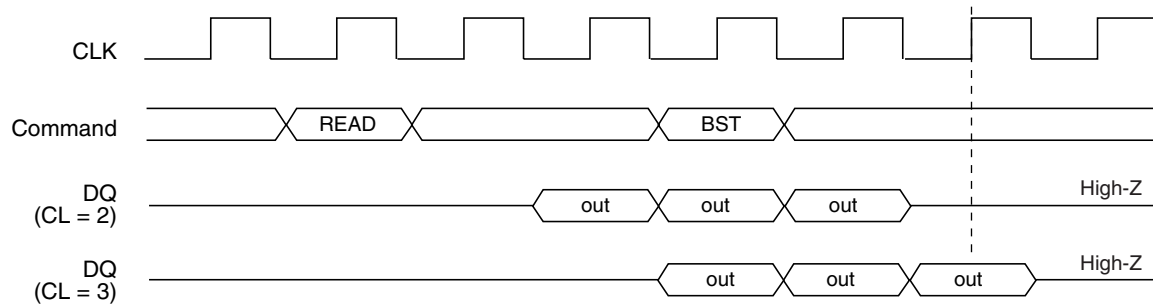 CLK
Command READ BST
DQ
(CL = 2) out out out High-Z
DQ
(CL = 3) out out out High-Z